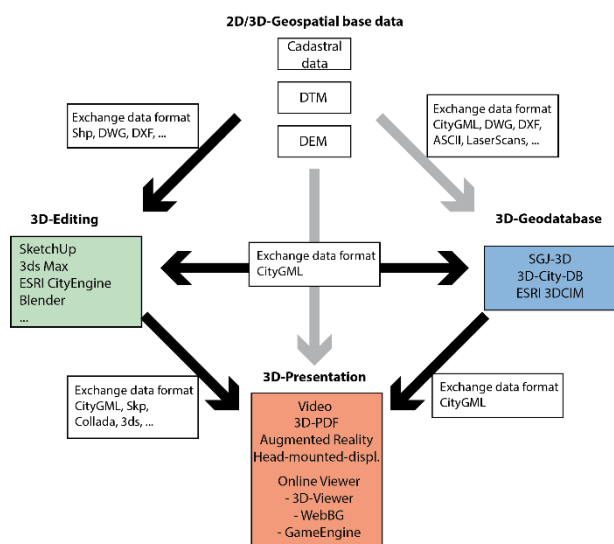 2D/3D-Geospatial base data
Cadastral
data
DTM
DEM
Exchange data format
Shp, DWG, DXF, ...
Exchange data format
CityGML, DWG, DXF,
ASCII, LaserScans, ...
3D-Editing
SketchUp
3ds Max
ESRI CityEngine
Blender
...
Exchange data format
CityGML
3D-Geodatabase
SGJ-3D
3D-City-DB
ESRI 3DCIM
Exchange data format
CityGML, Skp,
Collada, 3ds, ...
Exchange data format
CityGML
3D-Presentation
Video
3D-PDF
Augmented Reality
Head-mounted-displ.
Online Viewer
- 3D-Viewer
- WebBG
- GameEngine